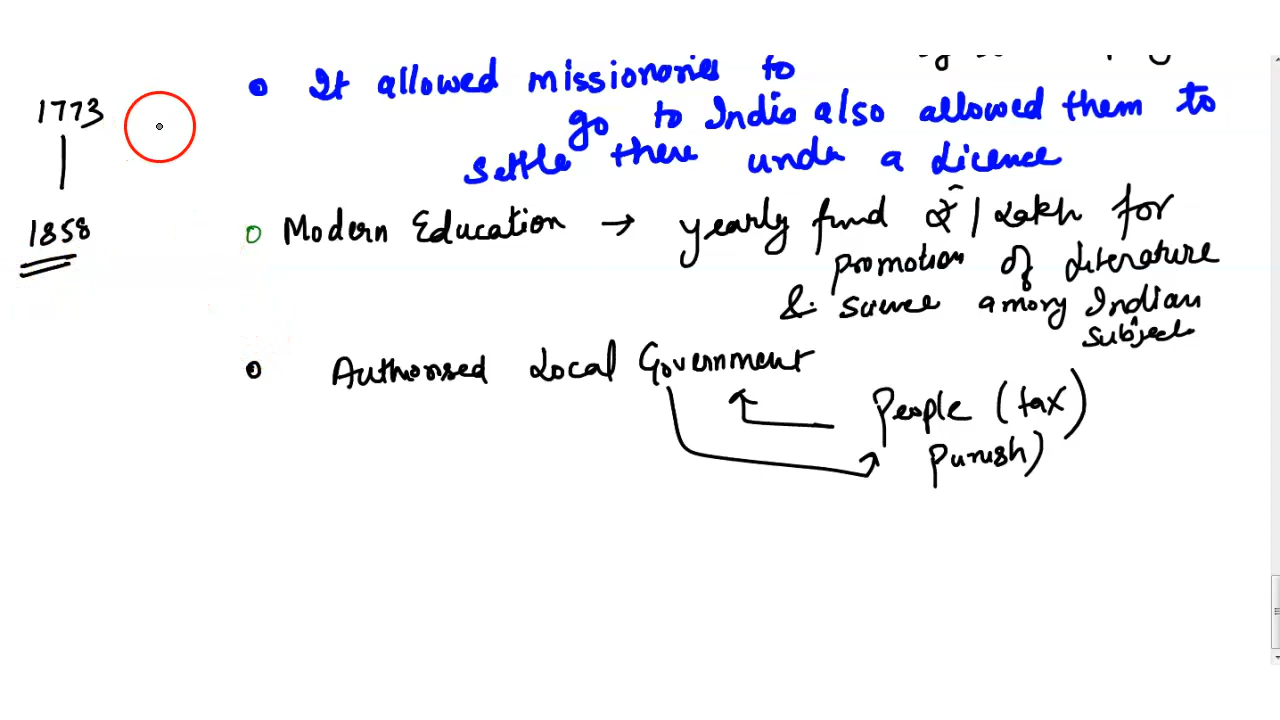 • It allowed missionaries to
go to India also allowed them to
settle there under a licence
1773
|
1858
Modern Education → yearly fund ₹ 1 Lakh for
promotion of Literature
& science among Indian
subjects
• Authorised Local Government
People (tax)
Punish)